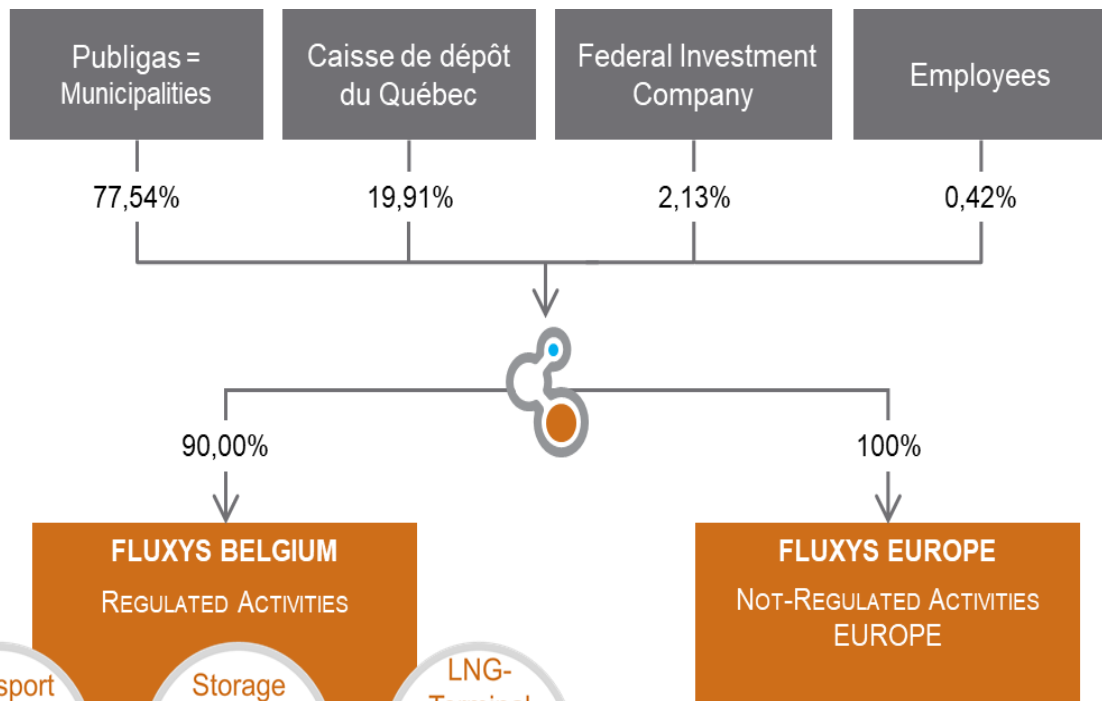 Publigas =
Municipalities
Caisse de dépôt
du Québec
Federal Investment
Company
Employees
77,54%
19,91%
2,13%
0,42%
90,00%
100%
FLUXYS BELGIUM
REGULATED ACTIVITIES
FLUXYS EUROPE
NOT-REGULATED ACTIVITIES
EUROPE
Storage
LNG-